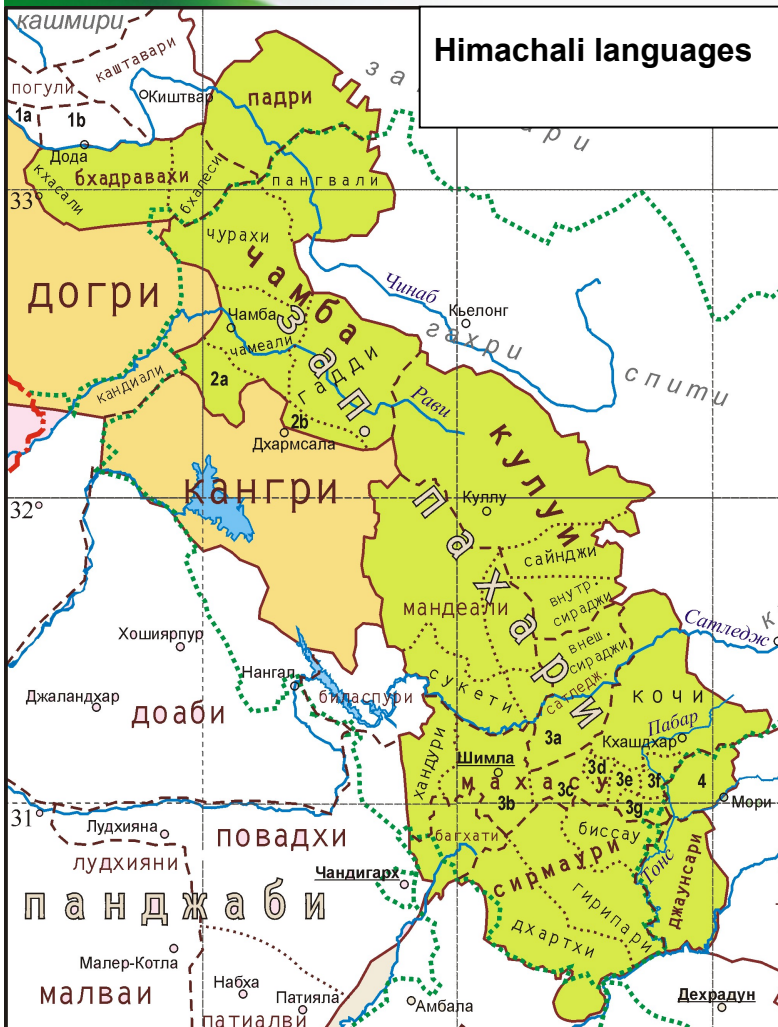 Himachali languages
кашмири
каштавари
погули
Киштвар
1a
1b
падри
Дода
бхадравахи
бхалеси
кхасали
пангвали
33°
чурахи
догри
чамба
Чинаб
Кьелонг
гахри
спити
Чамба
чамеали
гадди
зап. пахари
кандиали
2a
2b
Рави
Дхармсала
кангри
кулуи
32°
Куллу
сайнджи
мандеали
внутр.
сираджи
внеш.
сираджи
Сатледж
сатледж.
Хошиярпур
сукети
кочи
Нангал
биласпури
Джаландхар
доаби
Пабар
Кхашдхар
3a
хандури
Шимла
махасу
3d
3e
3f
4
3b
3c
3g
Мори
31°
Лудхияна
повадхи
багхати
биссау
лудхияни
сирмаури
Тонс
джаунсари
Чандигарх
панджаби
гирипари
дхартхи
Малер-Котла
малваи
Набха
Патияла
патиалви
Амбала
Дехрадун